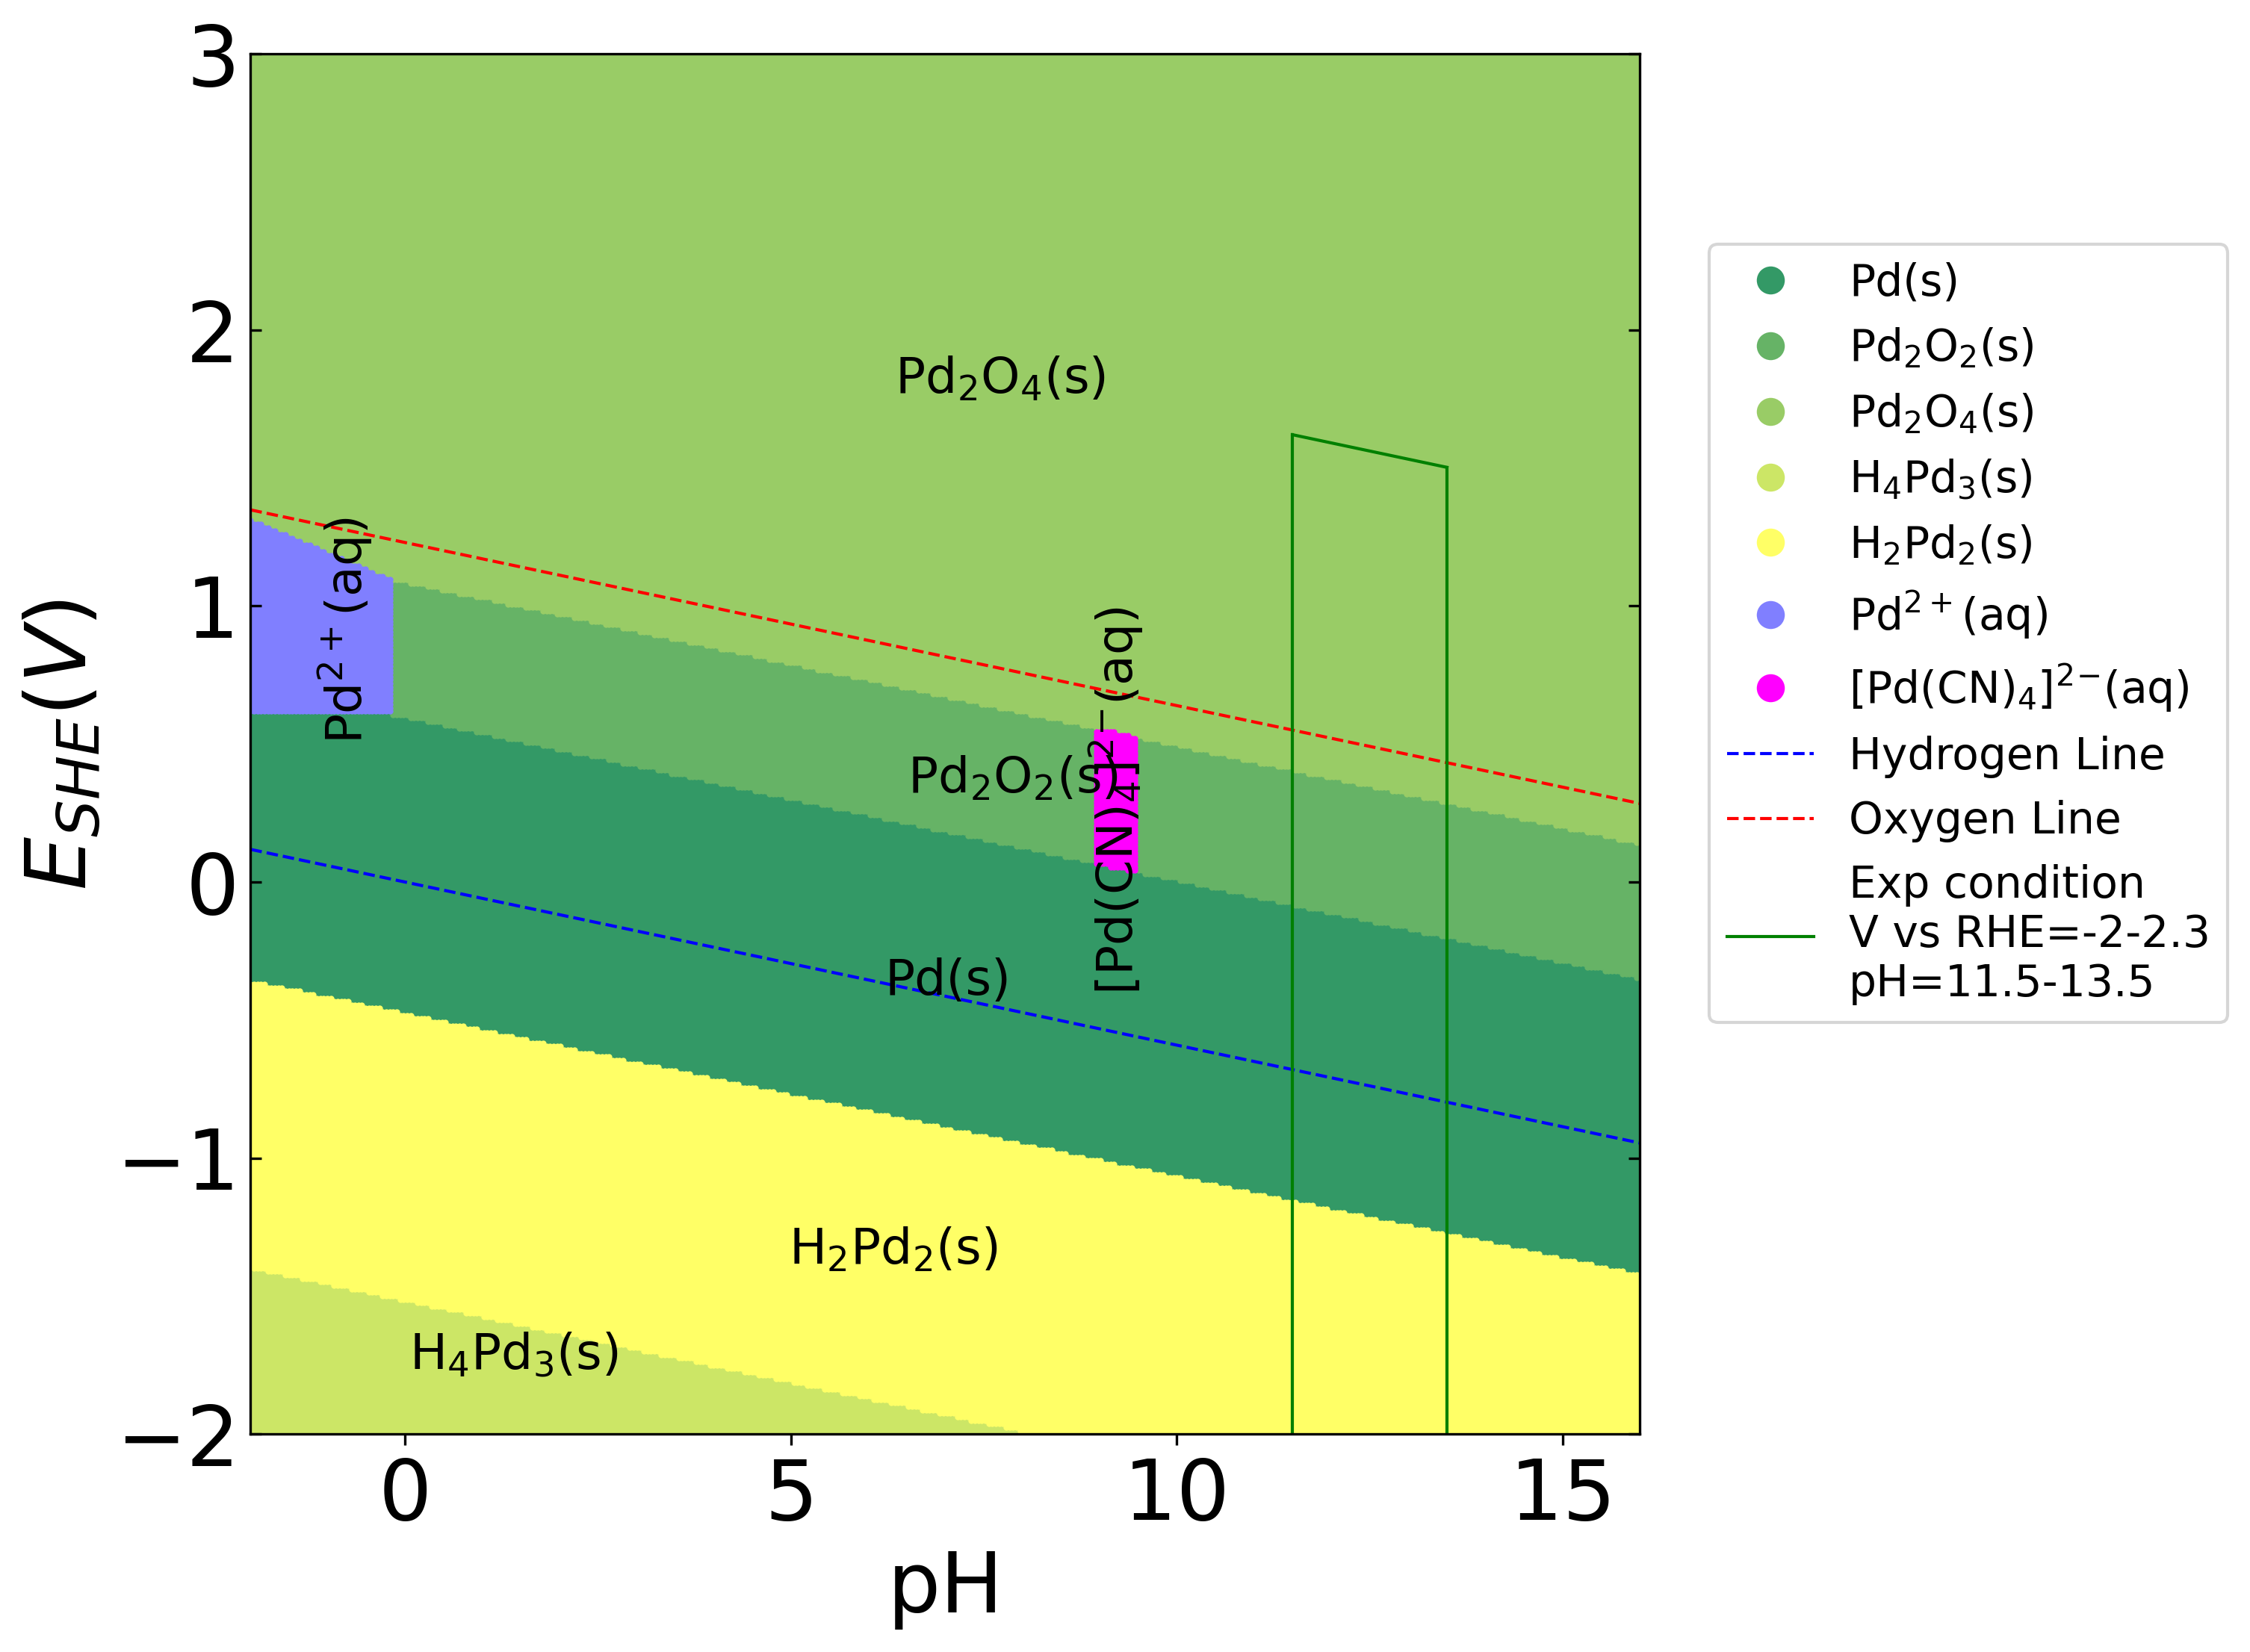 3
2
1
0
−1
−2
0
5
10
15
pH
E_{SHE}(V)
Pd₂O₄(s)
Pd²⁺(aq)
Pd₂O₂(s)
[Pd(CN)₄]²⁻(aq)
Pd(s)
H₂Pd₂(s)
H₄Pd₃(s)
Pd(s)
Pd₂O₂(s)
Pd₂O₄(s)
H₄Pd₃(s)
H₂Pd₂(s)
Pd²⁺(aq)
[Pd(CN)₄]²⁻(aq)
Hydrogen Line
Oxygen Line
Exp condition
V vs RHE=-2-2.3
pH=11.5-13.5